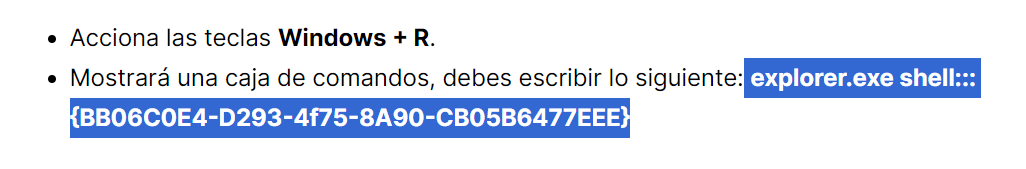 Acciona las teclas Windows + R.
Mostrará una caja de comandos, debes escribir lo siguiente: explorer.exe shell:::
{BB06C0E4-D293-4f75-8A90-CB05B6477EEE}